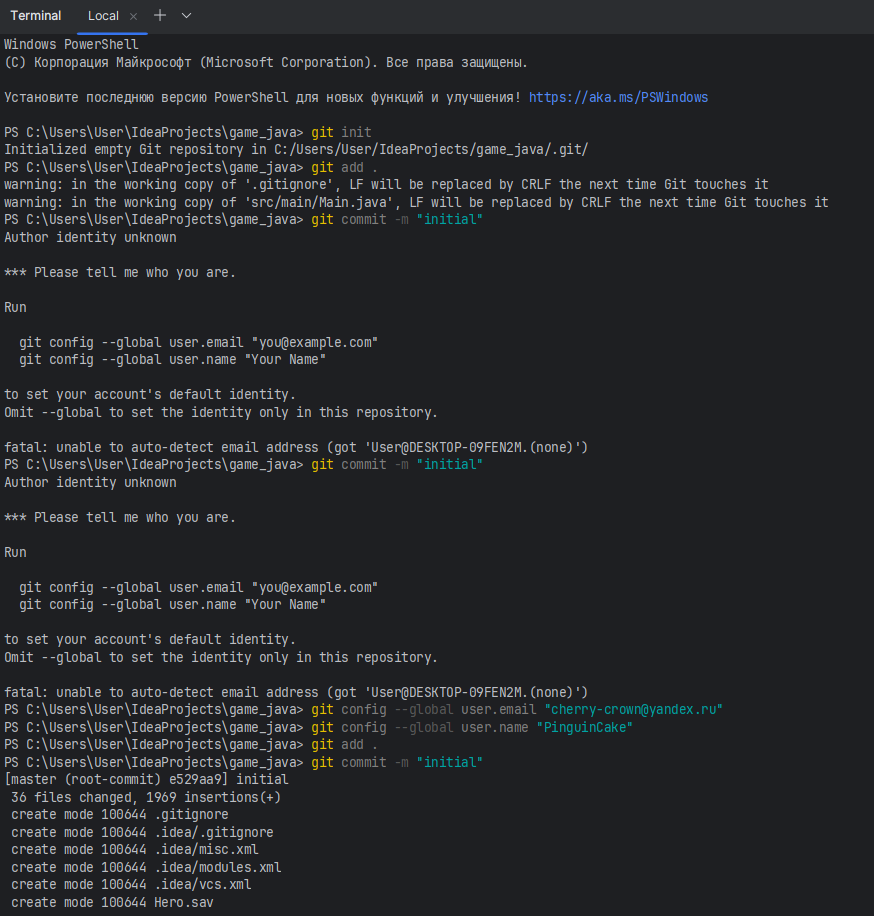 Terminal Local
Windows PowerShell
(C) Корпорация Майкрософт (Microsoft Corporation). Все права защищены.
Установите последнюю версию PowerShell для новых функций и улучшения! https://aka.ms/PSWindows
PS C:\Users\User\IdeaProjects\game_java> git init
Initialized empty Git repository in C:/Users/User/IdeaProjects/game_java/.git/
PS C:\Users\User\IdeaProjects\game_java> git add .
warning: in the working copy of '.gitignore', LF will be replaced by CRLF the next time Git touches it
warning: in the working copy of 'src/main/Main.java', LF will be replaced by CRLF the next time Git touches it
PS C:\Users\User\IdeaProjects\game_java> git commit -m "initial"
Author identity unknown
*** Please tell me who you are.
Run
git config --global user.email "you@example.com"
git config --global user.name "Your Name"
to set your account's default identity.
Omit --global to set the identity only in this repository.
fatal: unable to auto-detect email address (got 'User@DESKTOP-09FEN2M.(none)')
PS C:\Users\User\IdeaProjects\game_java> git commit -m "initial"
Author identity unknown
*** Please tell me who you are.
Run
git config --global user.email "you@example.com"
git config --global user.name "Your Name"
to set your account's default identity.
Omit --global to set the identity only in this repository.
fatal: unable to auto-detect email address (got 'User@DESKTOP-09FEN2M.(none)')
PS C:\Users\User\IdeaProjects\game_java> git config --global user.email "cherry-crown@yandex.ru"
PS C:\Users\User\IdeaProjects\game_java> git config --global user.name "PinguinCake"
PS C:\Users\User\IdeaProjects\game_java> git add .
PS C:\Users\User\IdeaProjects\game_java> git commit -m "initial"
[master (root-commit) e529aa9] initial
36 files changed, 1969 insertions(+)
create mode 100644 .gitignore
create mode 100644 .idea/.gitignore
create mode 100644 .idea/misc.xml
create mode 100644 .idea/modules.xml
create mode 100644 .idea/vcs.xml
create mode 100644 Hero.sav